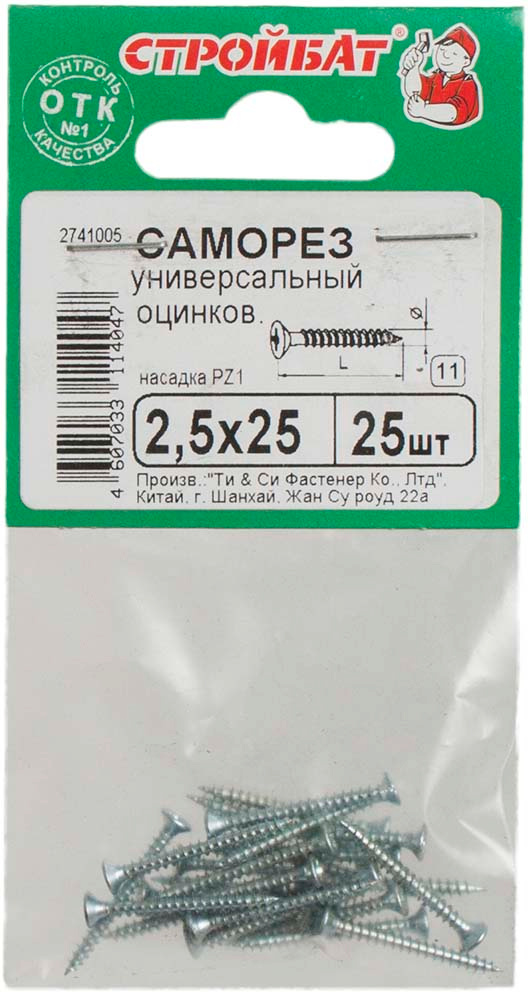 СТРОЙБАТ
КОНТРОЛЬ
ОТК
№1
КАЧЕСТВА
2741005
САМОРЕЗ
универсальный
оцинков.
Ø
L
насадка PZ1
11
2,5х25
25шт
Произв.:"Ти & Си Фастенер Ко., Лтд",
Китай, г. Шанхай, Жан Су роуд 22а
4 607033 114047